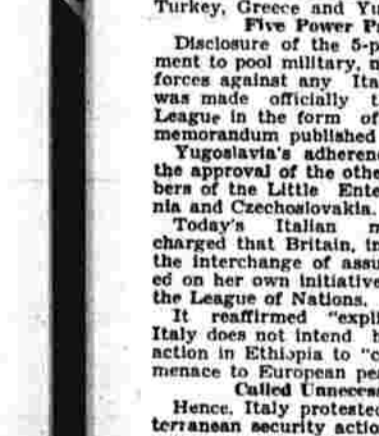 Turkey, Greece and Yu
Five Power P
Disclosure of the 5-p
ment to pool military, n
forces against any Ita
was made officially t
League in the form of
memorandum published
Yugoslavia's adherenc
the approval of the othe
bers of the Little Ente
nia and Czechoslovakia.
Today's Italian n
charged that Britain, in
the interchange of assu
ed on her own initiative
the League of Nations.
It reaffirmed "expli
Italy does not intend h
action in Ethiopia to "c
menace to European pe
Called Unneces
Hence, Italy protested
terranean security actio